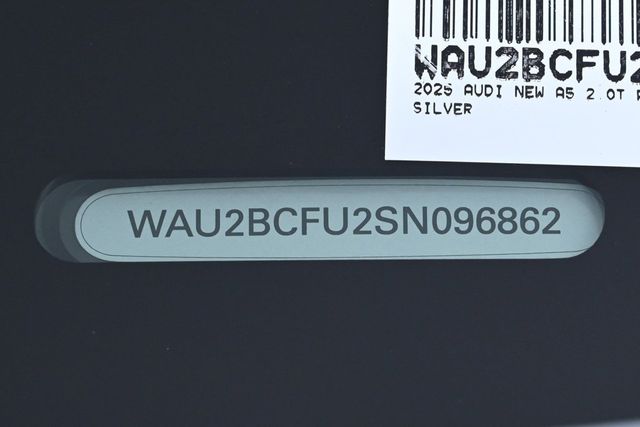 WAU2BCFU2
2025 AUDI NEW A5 2.0T
SILVER
WAU2BCFU2SN096862